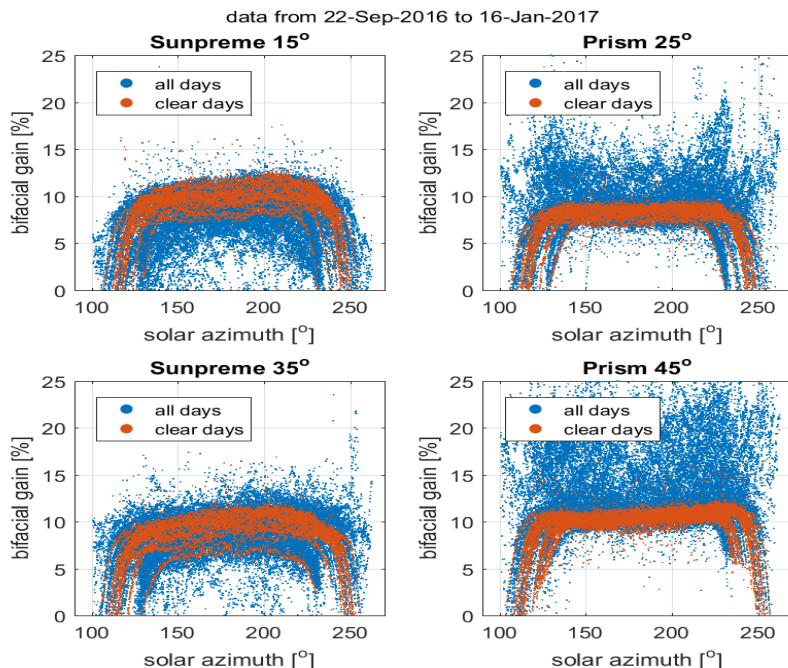 data from 22-Sep-2016 to 16-Jan-2017
Sunpreme 15°
bifacial gain [%]
25
20
15
10
5
0
all days
clear days
100 150 200 250
solar azimuth [°]
Prism 25°
bifacial gain [%]
25
20
15
10
5
0
all days
clear days
100 150 200 250
solar azimuth [°]
Sunpreme 35°
bifacial gain [%]
25
20
15
10
5
0
all days
clear days
100 150 200 250
solar azimuth [°]
Prism 45°
bifacial gain [%]
25
20
15
10
5
0
all days
clear days
100 150 200 250
solar azimuth [°]